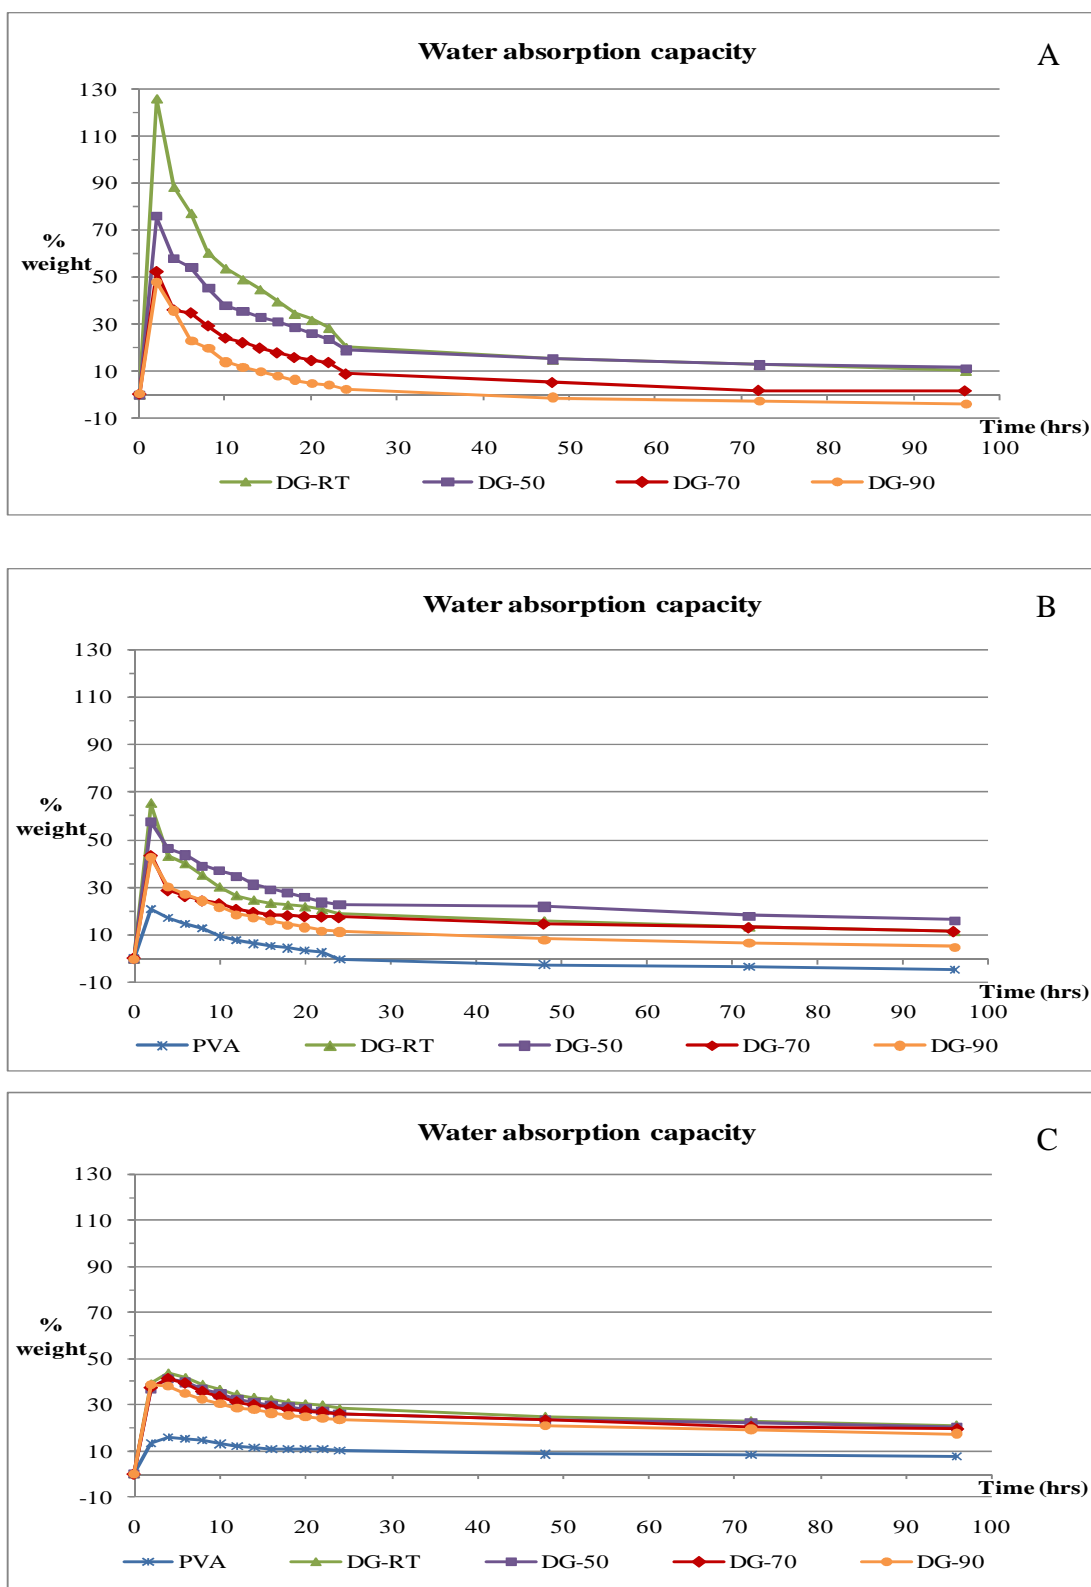 Water absorption capacity
A
130
110
90
70
50
30
10
-10
%
weight
0 10 20 30 40 50 60 70 80 90 100
Time (hrs)
DG-RT DG-50 DG-70 DG-90
Water absorption capacity
B
130
110
90
70
50
30
10
-10
%
weight
0 10 20 30 40 50 60 70 80 90 100
Time (hrs)
PVA DG-RT DG-50 DG-70 DG-90
Water absorption capacity
C
130
110
90
70
50
30
10
-10
%
weight
0 10 20 30 40 50 60 70 80 90 100
Time (hrs)
PVA DG-RT DG-50 DG-70 DG-90